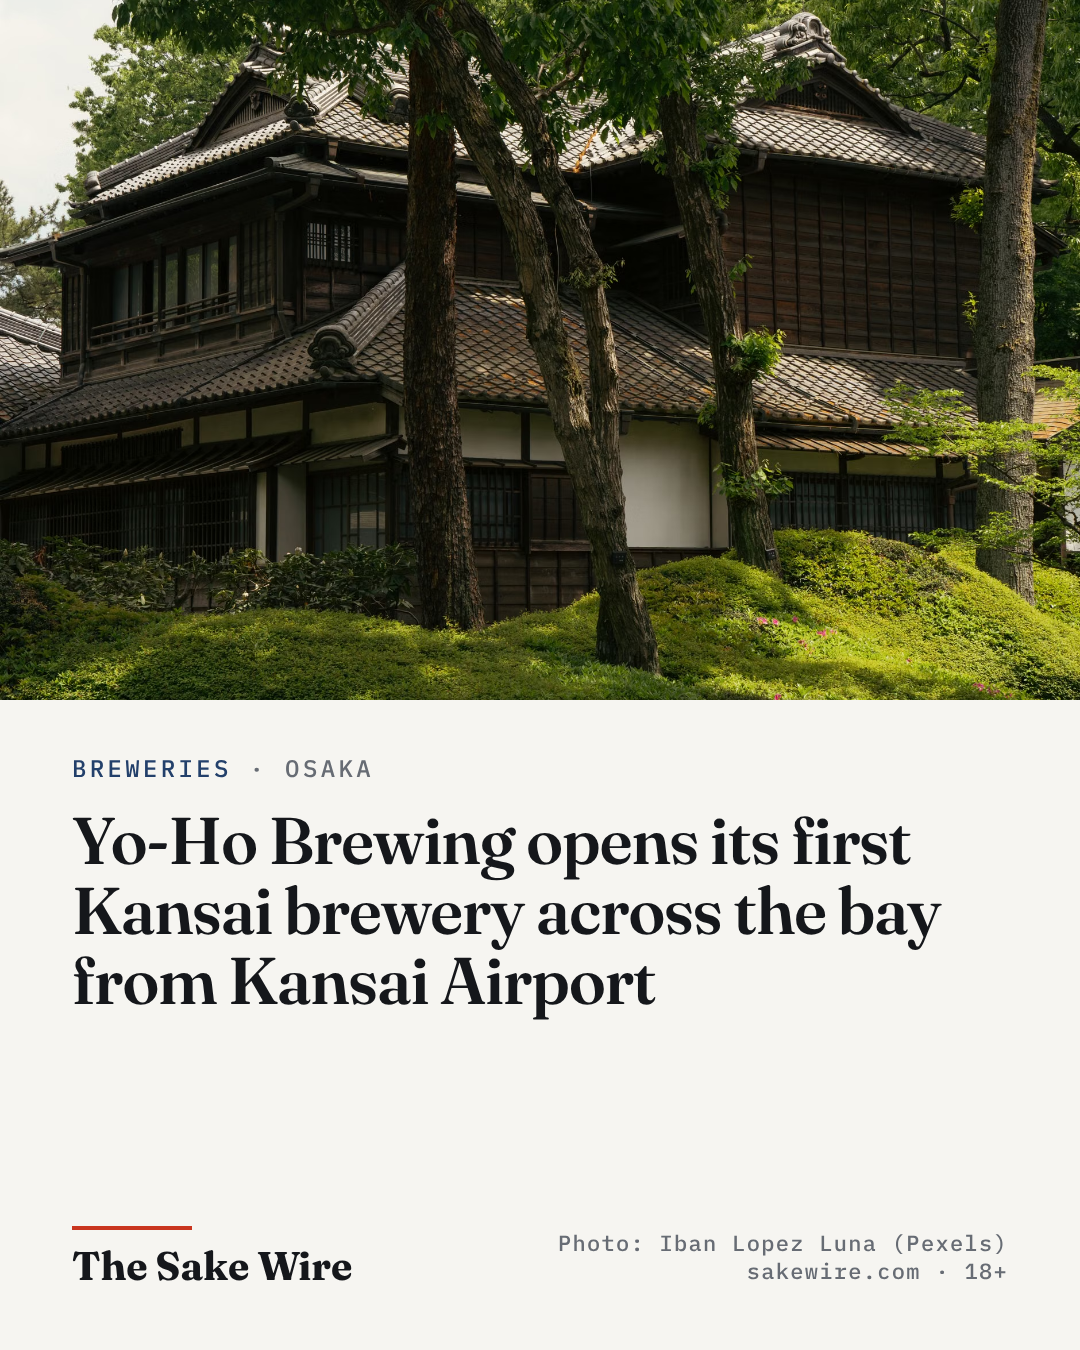 BREWERIES · OSAKA
Yo-Ho Brewing opens its first
Kansai brewery across the bay
from Kansai Airport
The Sake Wire
Photo: Iban Lopez Luna (Pexels)
sakewire.com · 18+